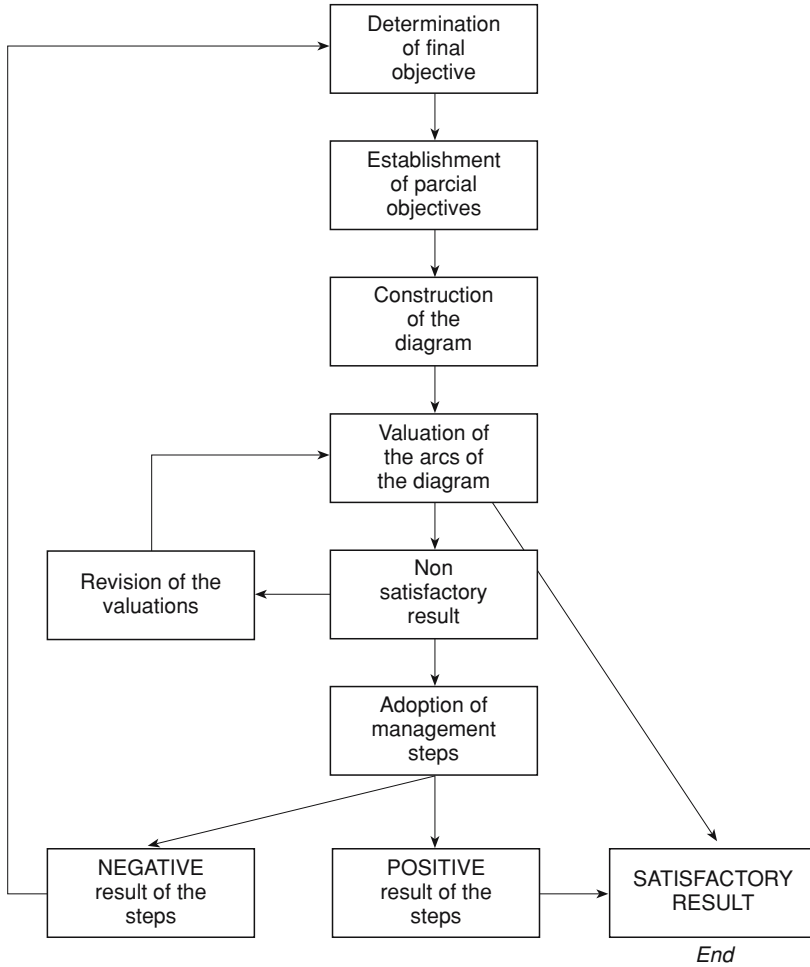 Determination
of final
objective
Establishment
of parcial
objectives
Construction
of the
diagram
Valuation of
the arcs of
the diagram
Revision of the
valuations
Non
satisfactory
result
Adoption of
management
steps
NEGATIVE
result of the
steps
POSITIVE
result of the
steps
SATISFACTORY
RESULT
End